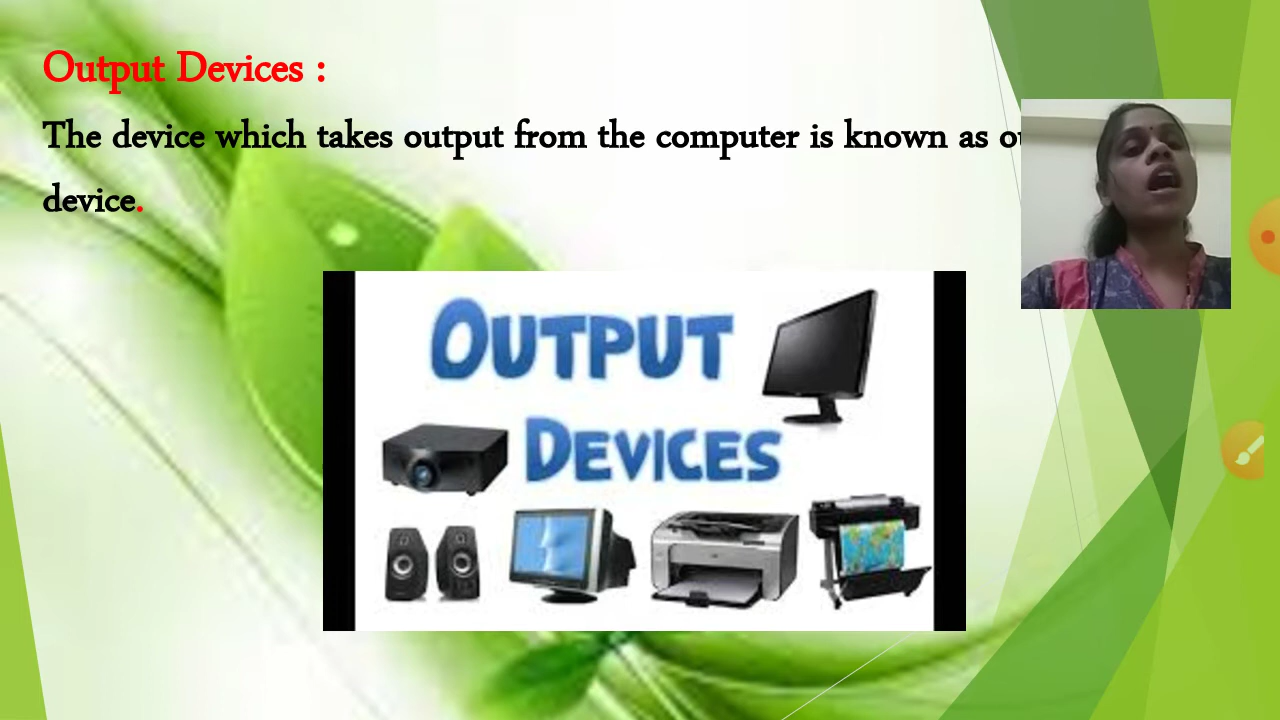 Output Devices :
The device which takes output from the computer is known as
device.
OUTPUT
DEVICES